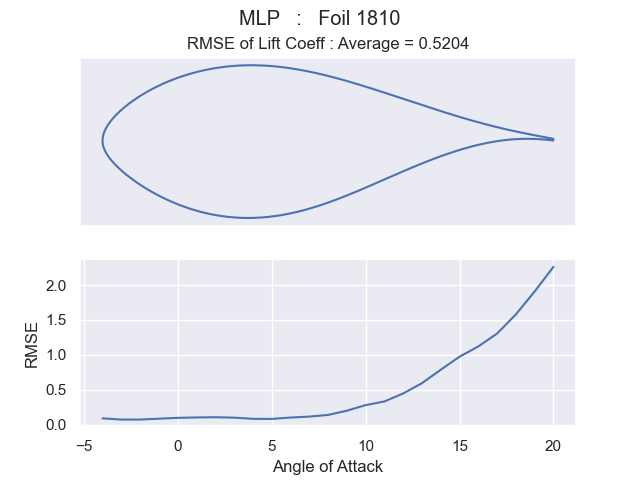 MLP : Foil 1810
RMSE of Lift Coeff : Average = 0.5204
2.0
1.5
1.0
0.5
0.0
RMSE
−5 0 5 10 15 20
Angle of Attack